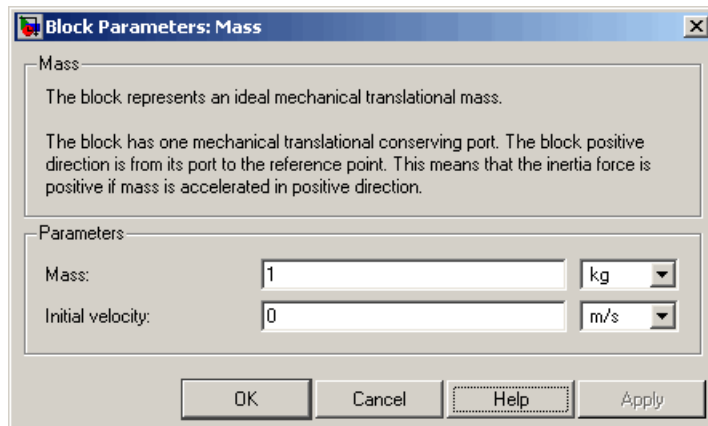 Block Parameters: Mass
Mass
The block represents an ideal mechanical translational mass.
The block has one mechanical translational conserving port. The block positive
direction is from its port to the reference point. This means that the inertia force is
positive if mass is accelerated in positive direction.
Parameters
Mass: 1 kg
Initial velocity: 0 m/s
OK Cancel Help Apply